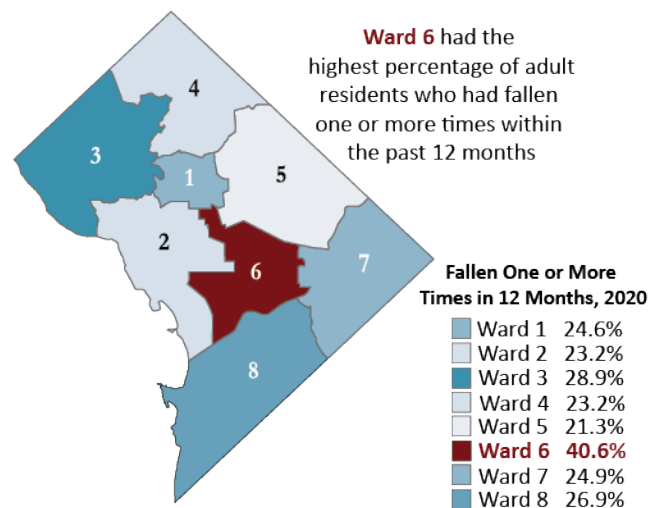 Ward 6 had the
highest percentage of adult
residents who had fallen
one or more times within
the past 12 months
4
3
1
5
2
6
7
8
Fallen One or More
Times in 12 Months, 2020
Ward 1 24.6%
Ward 2 23.2%
Ward 3 28.9%
Ward 4 23.2%
Ward 5 21.3%
Ward 6 40.6%
Ward 7 24.9%
Ward 8 26.9%